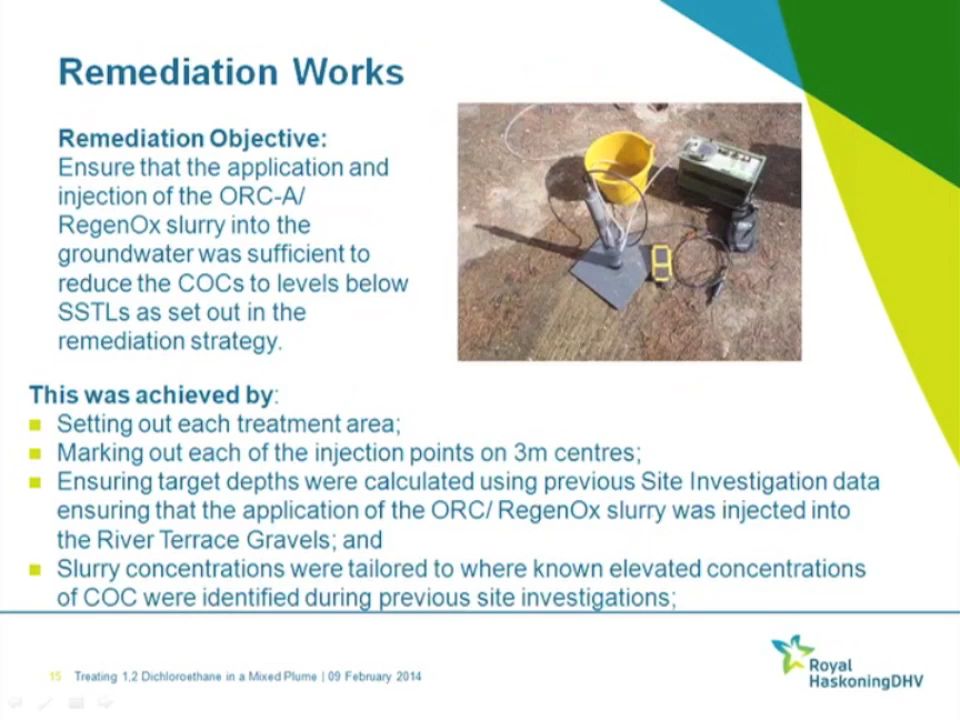 Remediation Works
Remediation Objective:
Ensure that the application and
injection of the ORC-A/
RegenOx slurry into the
groundwater was sufficient to
reduce the COCs to levels below
SSTLs as set out in the
remediation strategy.
This was achieved by:
Setting out each treatment area;
Marking out each of the injection points on 3m centres;
Ensuring target depths were calculated using previous Site Investigation data
ensuring that the application of the ORC/ RegenOx slurry was injected into
the River Terrace Gravels; and
Slurry concentrations were tailored to where known elevated concentrations
of COC were identified during previous site investigations;
15 Treating 1,2 Dichloroethane in a Mixed Plume | 09 February 2014
Royal
HaskoningDHV